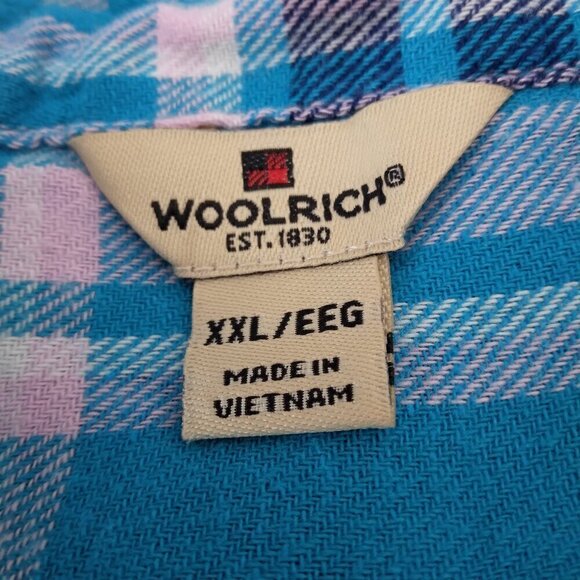 WOOLRICH®
EST. 1830
XXL/EEG
MADE IN
VIETNAM